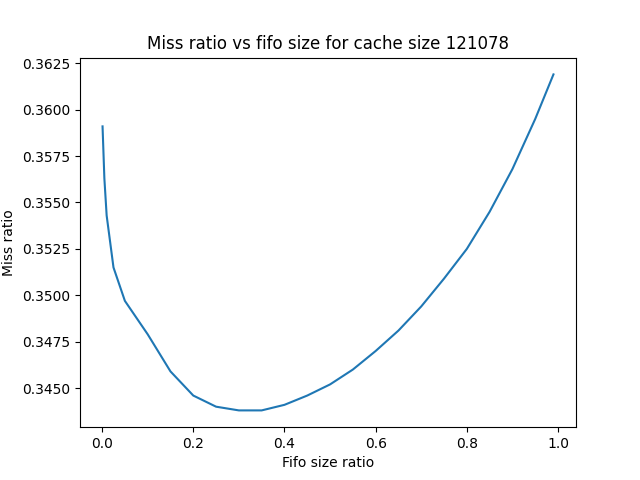 Miss ratio vs fifo size for cache size 121078
0.3625
0.3600
0.3575
0.3550
0.3525
0.3500
0.3475
0.3450
Miss ratio
0.0 0.2 0.4 0.6 0.8 1.0
Fifo size ratio